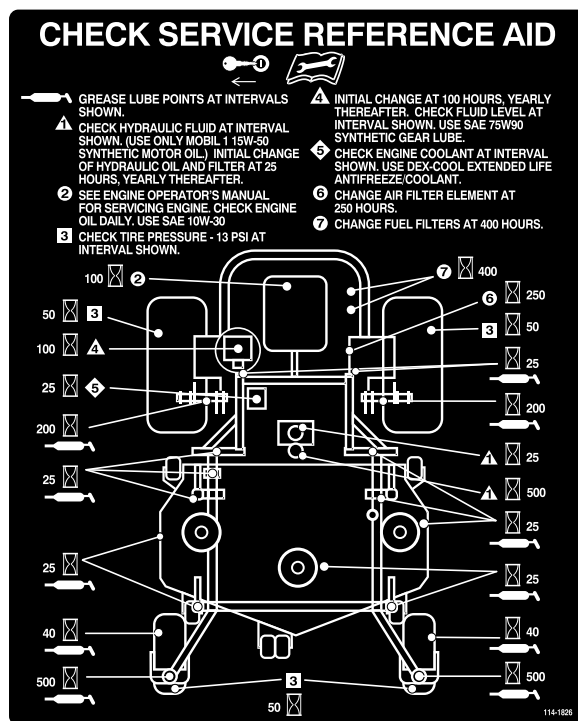 CHECK SERVICE REFERENCE AID
GREASE LUBE POINTS AT INTERVALS
SHOWN.
1 CHECK HYDRAULIC FLUID AT INTERVAL
SHOWN. (USE ONLY MOBIL 1 15W-50
SYNTHETIC MOTOR OIL.) INITIAL CHANGE
OF HYDRAULIC OIL AND FILTER AT 25
HOURS, YEARLY THEREAFTER.
2 SEE ENGINE OPERATOR'S MANUAL
FOR SERVICING ENGINE. CHECK ENGINE
OIL DAILY. USE SAE 10W-30
3 CHECK TIRE PRESSURE - 13 PSI AT
INTERVAL SHOWN.
4 INITIAL CHANGE AT 100 HOURS, YEARLY
THEREAFTER. CHECK FLUID LEVEL AT
INTERVAL SHOWN. USE SAE 75W90
SYNTHETIC GEAR LUBE.
5 CHECK ENGINE COOLANT AT INTERVAL
SHOWN. USE DEX-COOL EXTENDED LIFE
ANTIFREEZE/COOLANT.
6 CHANGE AIR FILTER ELEMENT AT
250 HOURS.
7 CHANGE FUEL FILTERS AT 400 HOURS.
100 2
7 400
6 250
50 3
3 50
100 4
25
25 5
200
200
1 25
25
1 500
25
25
25
40
40
500
500
3
50
114-1826